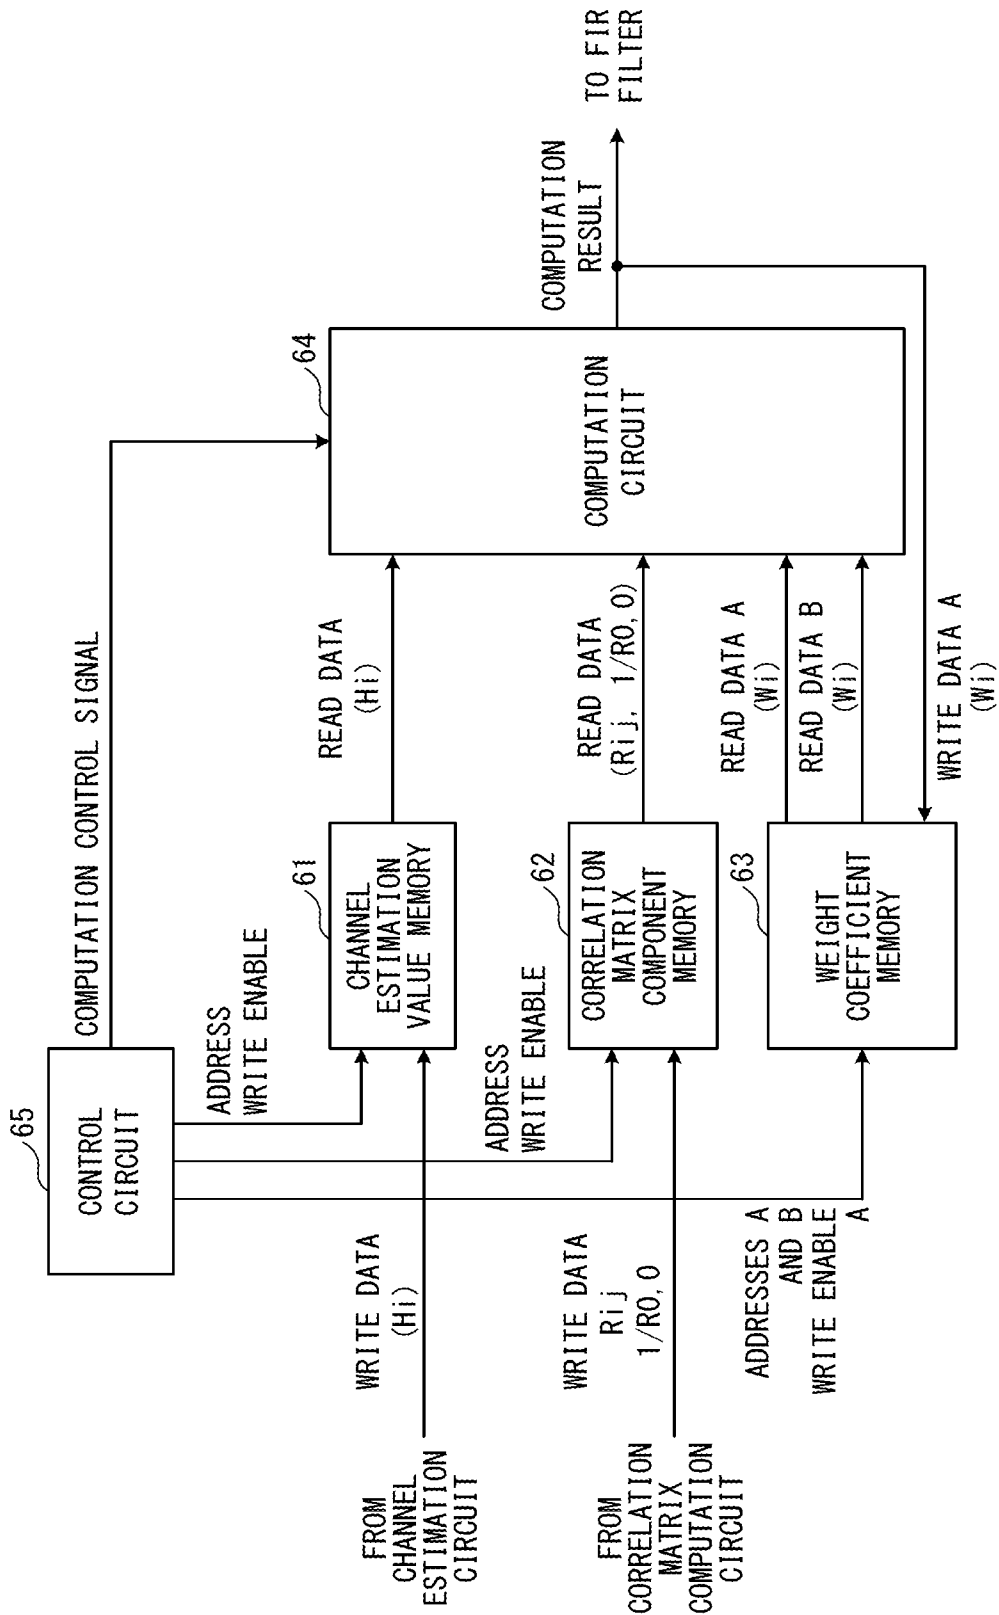 65
CONTROL
CIRCUIT
COMPUTATION CONTROL SIGNAL
ADDRESS
WRITE ENABLE
ADDRESS
WRITE ENABLE
ADDRESSES A
AND B
WRITE ENABLE
A
FROM
CHANNEL
ESTIMATION
CIRCUIT
WRITE DATA
(Hi)
61
CHANNEL
ESTIMATION
VALUE MEMORY
READ DATA
(Hi)
FROM
CORRELATION
MATRIX
COMPUTATION
CIRCUIT
WRITE DATA
Rij
1/R0,0
62
CORRELATION
MATRIX
COMPONENT
MEMORY
READ DATA
(Rij, 1/R0,0)
63
WEIGHT
COEFFICIENT
MEMORY
READ DATA A
(Wi)
READ DATA B
(Wi)
WRITE DATA A
(Wi)
64
COMPUTATION
CIRCUIT
COMPUTATION
RESULT
TO FIR
FILTER